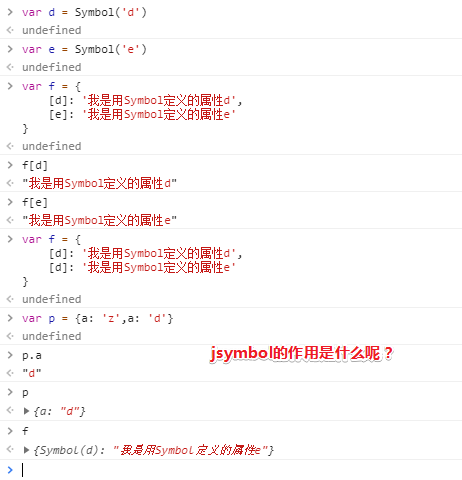 > var d = Symbol('d')
<· undefined
> var e = Symbol('e')
<· undefined
> var f = {
[d]: '我是用Symbol定义的属性d',
[e]: '我是用Symbol定义的属性e'
}
<· undefined
> f[d]
<· "我是用Symbol定义的属性d"
> f[e]
<· "我是用Symbol定义的属性e"
> var f = {
[d]: '我是用Symbol定义的属性d',
[d]: '我是用Symbol定义的属性e'
}
<· undefined
> var p = {a: 'z',a: 'd'}
<· undefined
> p.a
jsymbol的作用是什么呢？
<· "d"
> p
<· ▶{a: "d"}
> f
<· ▶{Symbol(d): "我是用Symbol定义的属性e"}
>